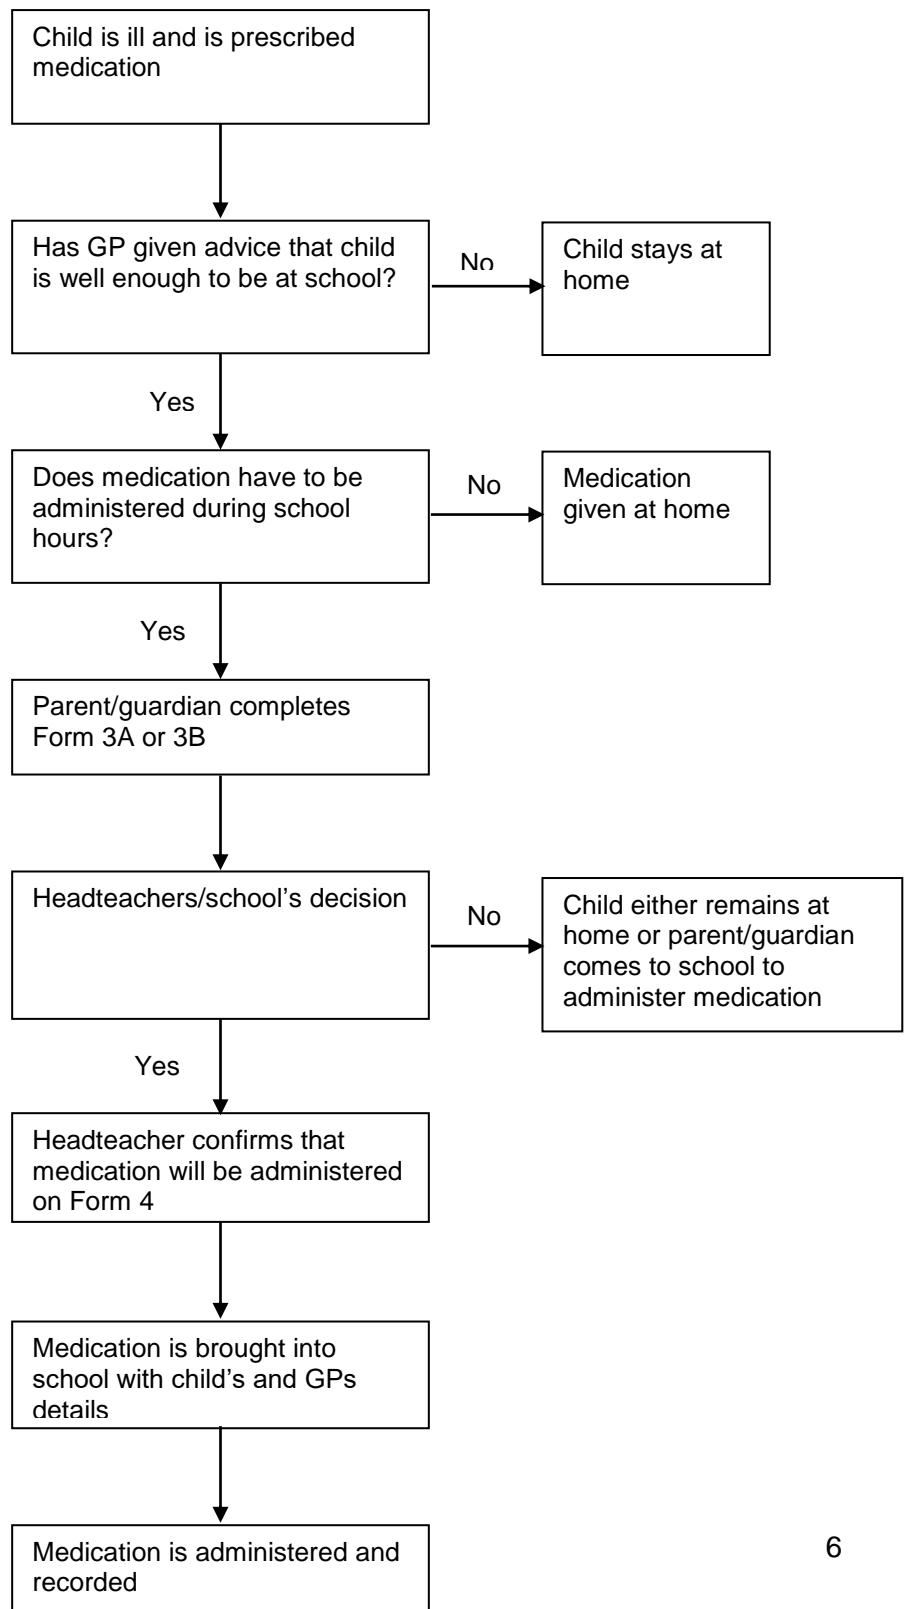 Child is ill and is prescribed
medication
Has GP given advice that child
is well enough to be at school?
No
Child stays at
home
Yes
Does medication have to be
administered during school
hours?
No
Medication
given at home
Yes
Parent/guardian completes
Form 3A or 3B
Headteachers/school’s decision
No
Child either remains at
home or parent/guardian
comes to school to
administer medication
Yes
Headteacher confirms that
medication will be administered
on Form 4
Medication is brought into
school with child’s and GPs
details
Medication is administered and
recorded
6